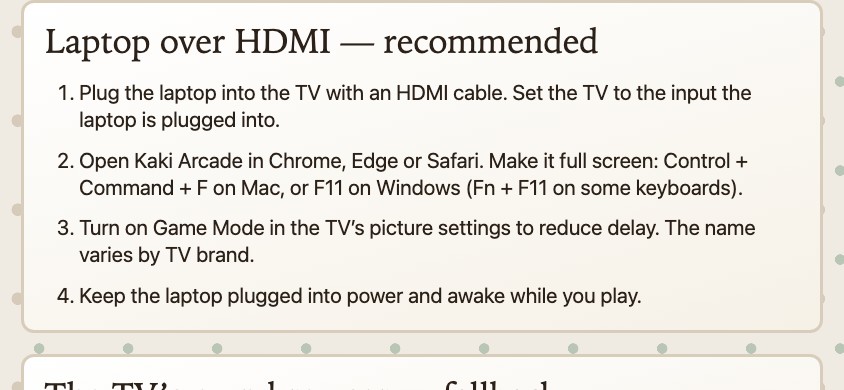 Laptop over HDMI — recommended
1. Plug the laptop into the TV with an HDMI cable. Set the TV to the input the
laptop is plugged into.
2. Open Kaki Arcade in Chrome, Edge or Safari. Make it full screen: Control +
Command + F on Mac, or F11 on Windows (Fn + F11 on some keyboards).
3. Turn on Game Mode in the TV’s picture settings to reduce delay. The name
varies by TV brand.
4. Keep the laptop plugged into power and awake while you play.
The TV’s